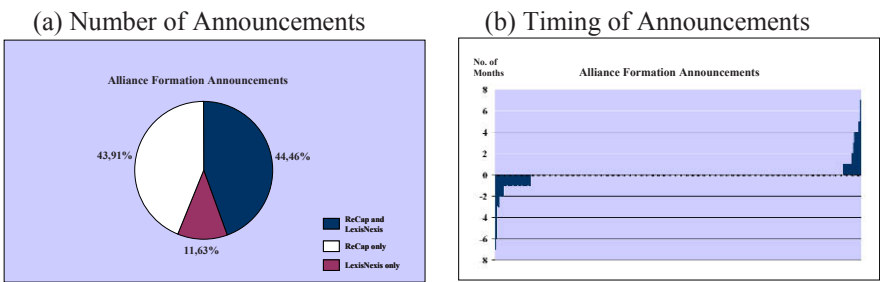 (a) Number of Announcements
Alliance Formation Announcements
43,91%
44,46%
11,63%
ReCap and
LexisNexis
ReCap only
LexisNexis only
(b) Timing of Announcements
No. of
Months
Alliance Formation Announcements
8
6
4
2
0
-2
-4
-6
8